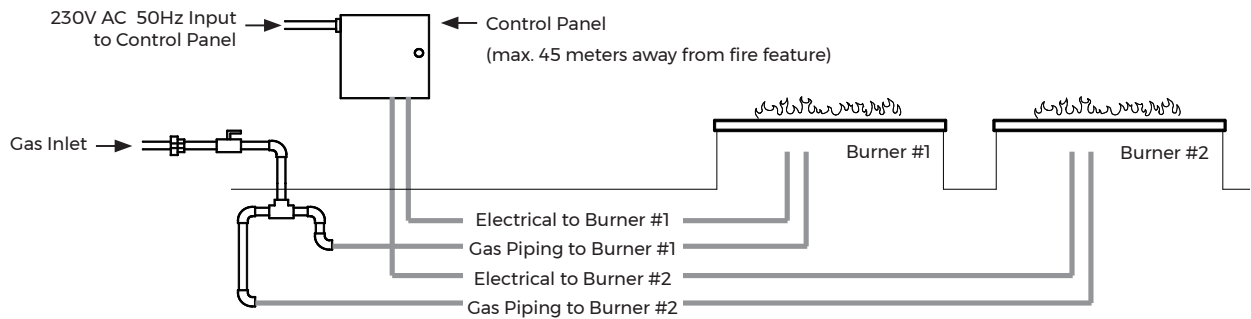 230V AC 50Hz Input
to Control Panel
Control Panel
(max. 45 meters away from fire feature)
Gas Inlet
Burner #1
Burner #2
Electrical to Burner #1
Gas Piping to Burner #1
Electrical to Burner #2
Gas Piping to Burner #2